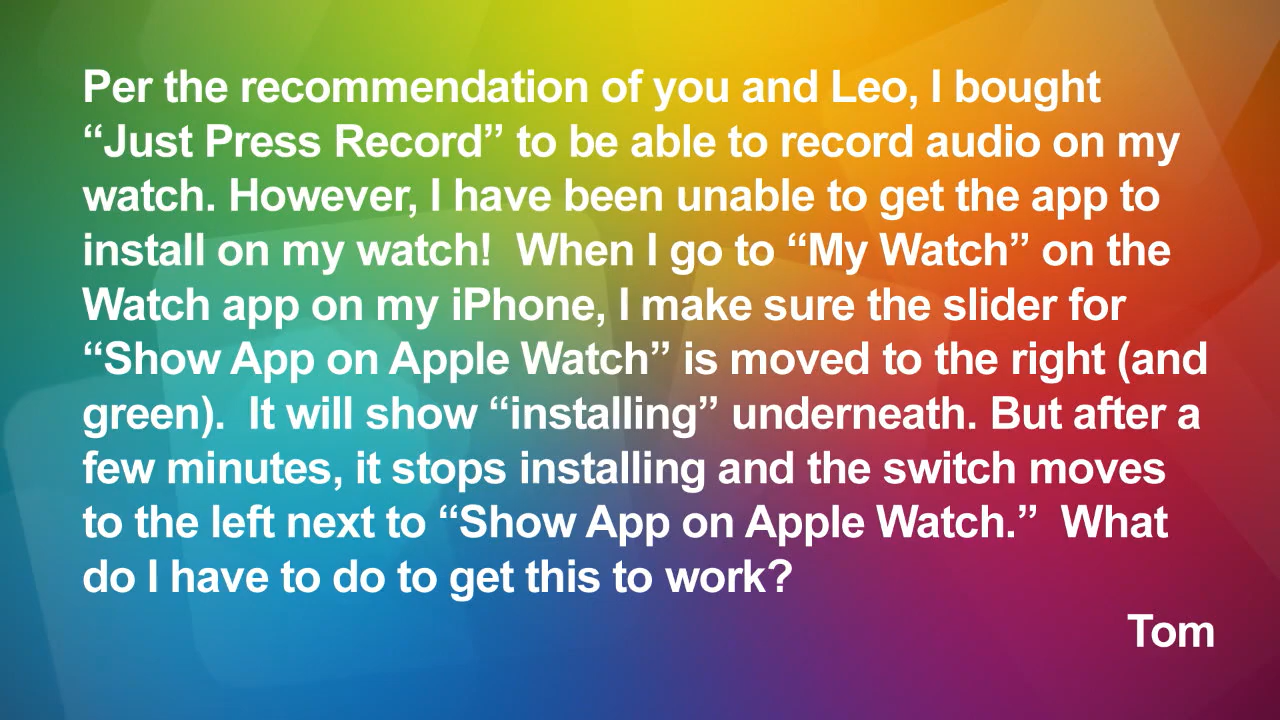 Per the recommendation of you and Leo, I bought
“Just Press Record” to be able to record audio on my
watch. However, I have been unable to get the app to
install on my watch!  When I go to “My Watch” on the
Watch app on my iPhone, I make sure the slider for
“Show App on Apple Watch” is moved to the right (and
green).  It will show “installing” underneath. But after a
few minutes, it stops installing and the switch moves
to the left next to “Show App on Apple Watch.”  What
do I have to do to get this to work?
Tom